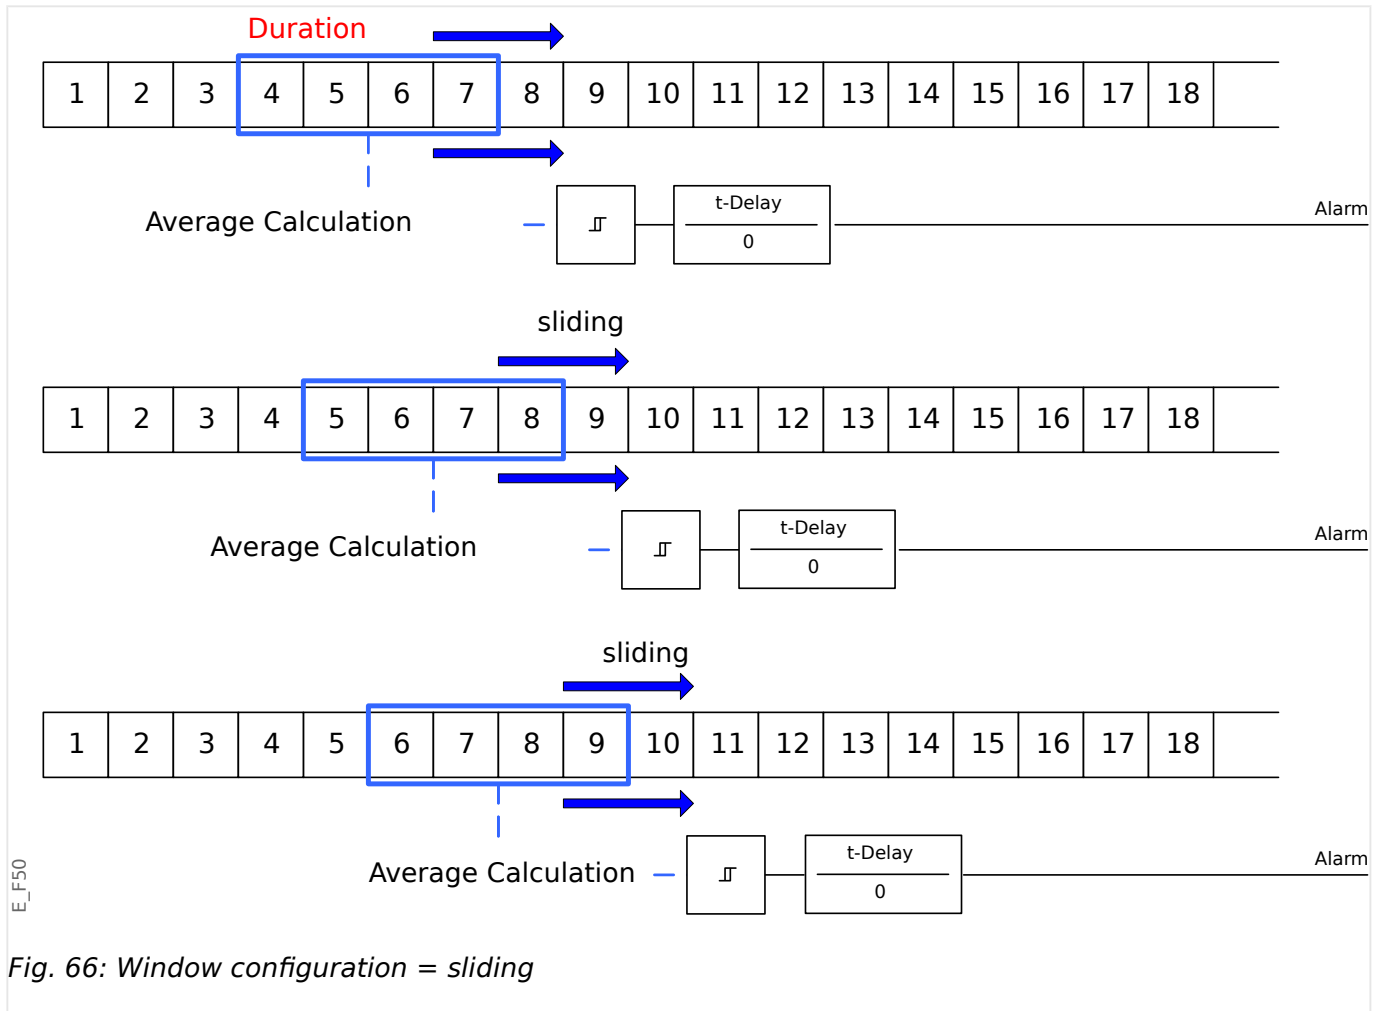 Duration
1 2 3 4 5 6 7 8 9 10 11 12 13 14 15 16 17 18
t-Delay
Alarm
Average Calculation
0
sliding
1 2 3 4 5 6 7 8 9 10 11 12 13 14 15 16 17 18
t-Delay
Alarm
Average Calculation
0
sliding
1 2 3 4 5 6 7 8 9 10 11 12 13 14 15 16 17 18
t-Delay
Alarm
Average Calculation
0
E_F50
Fig. 66: Window configuration = sliding